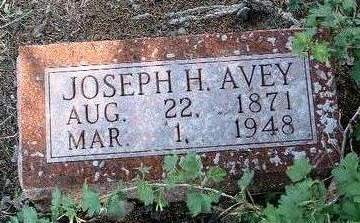 JOSEPH H. AVEY
AUG. 22, 1871
MAR. 1, 1948